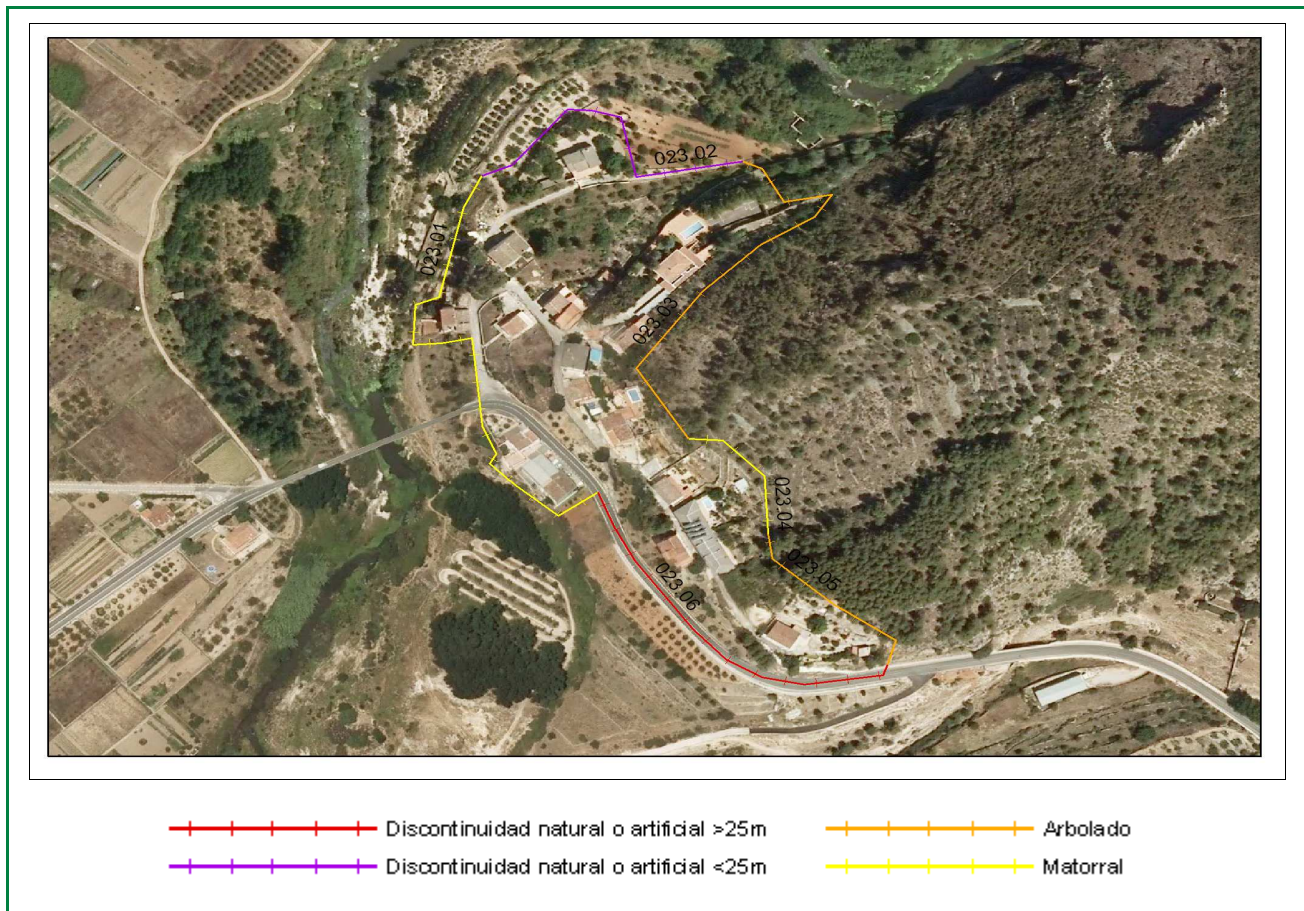 023.02
023.01
023.03
023.04
023.05
023.06
Discontinuidad natural o artificial >25m
Arbolado
Discontinuidad natural o artificial <25m
Matorral